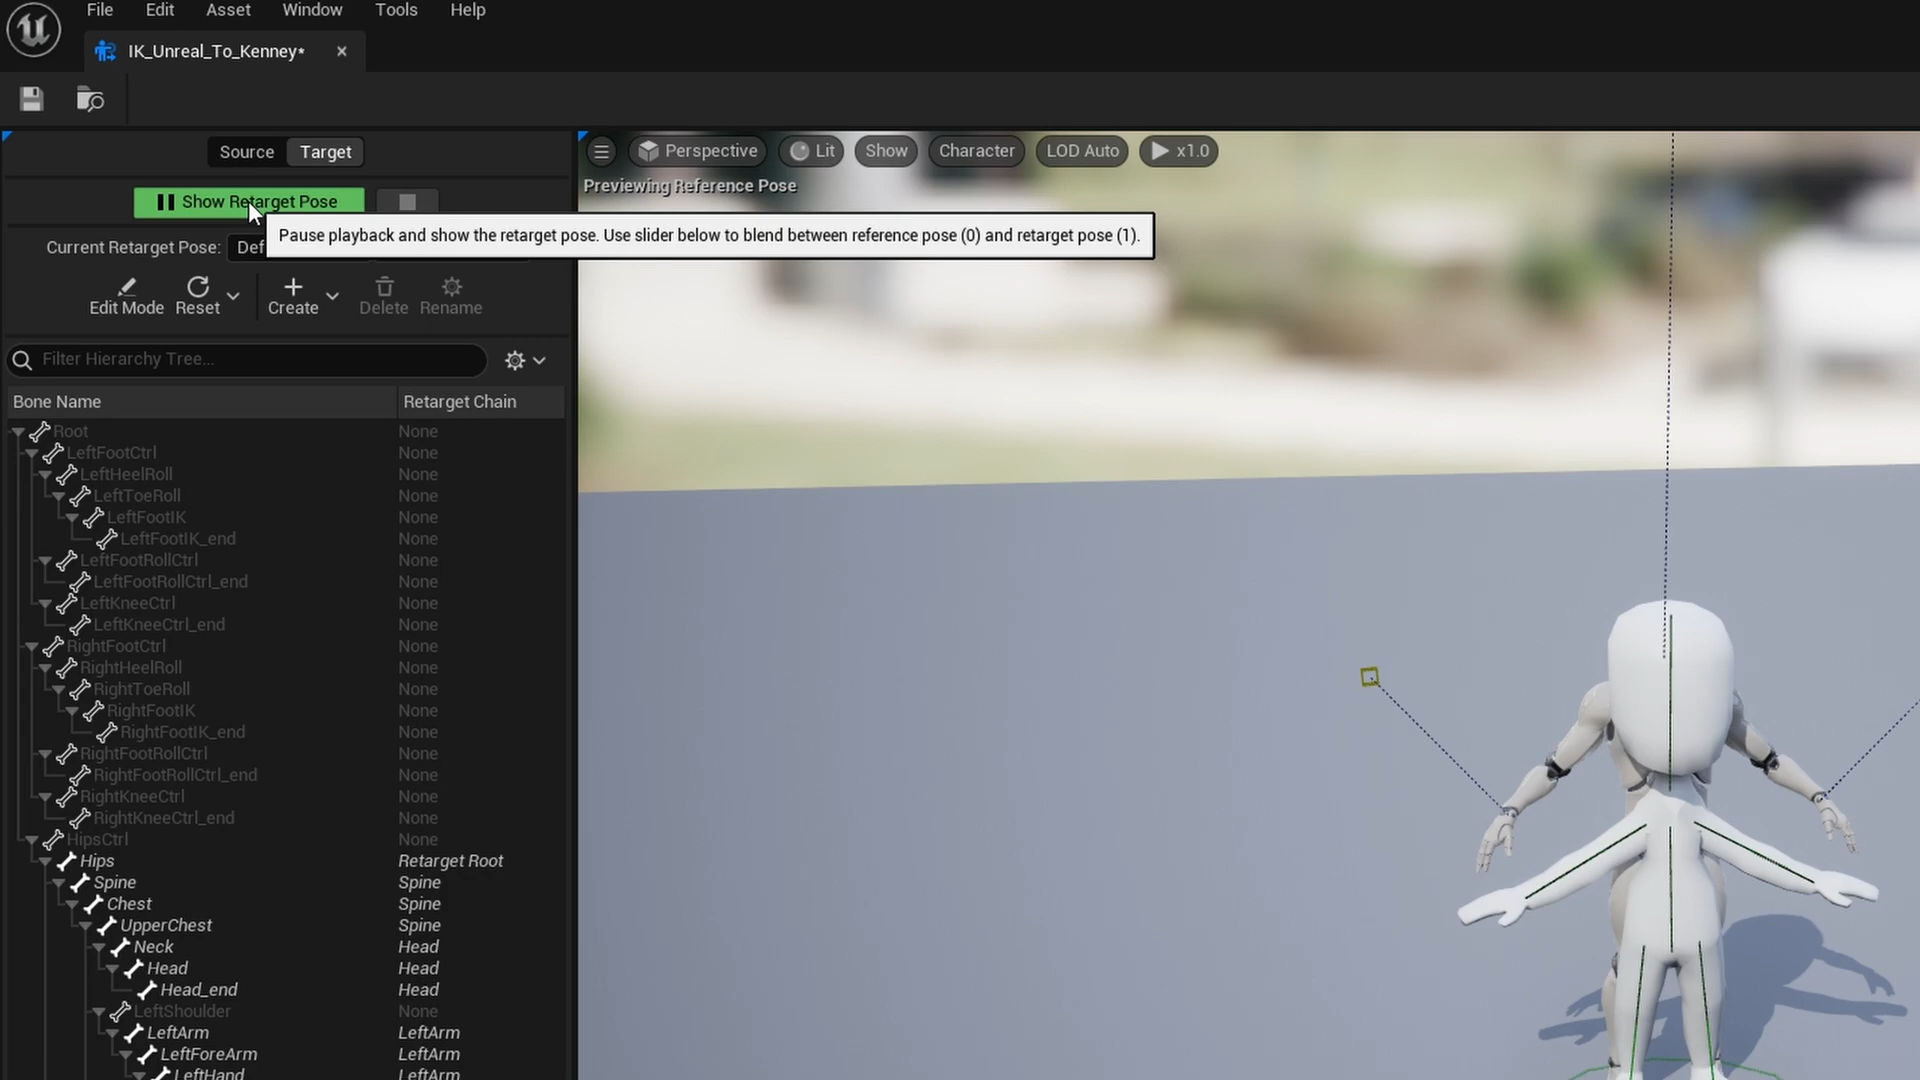 File Edit Asset Window Tools Help
IK_Unreal_To_Kenney*
Source Target
Perspective Lit Show Character LOD Auto x1.0
Previewing Reference Pose
Show Retarget Pose
Pause playback and show the retarget pose. Use slider below to blend between reference pose (0) and retarget pose (1).
Current Retarget Pose: Def
Edit Mode Reset Create Delete Rename
Filter Hierarchy Tree...
Bone Name Retarget Chain
Root None
LeftFootCtrl None
LeftHeelRoll None
LeftToeRoll None
LeftFootIK None
LeftFootIK_end None
LeftFootRollCtrl None
LeftFootRollCtrl_end None
LeftKneeCtrl None
LeftKneeCtrl_end None
RightFootCtrl None
RightHeelRoll None
RightToeRoll None
RightFootIK None
RightFootIK_end None
RightFootRollCtrl None
RightFootRollCtrl_end None
RightKneeCtrl None
RightKneeCtrl_end None
HipsCtrl None
Hips Retarget Root
Spine Spine
Chest Spine
UpperChest Spine
Neck Head
Head Head
Head_end Head
LeftShoulder None
LeftArm LeftArm
LeftForeArm LeftArm
LeftHand LeftArm